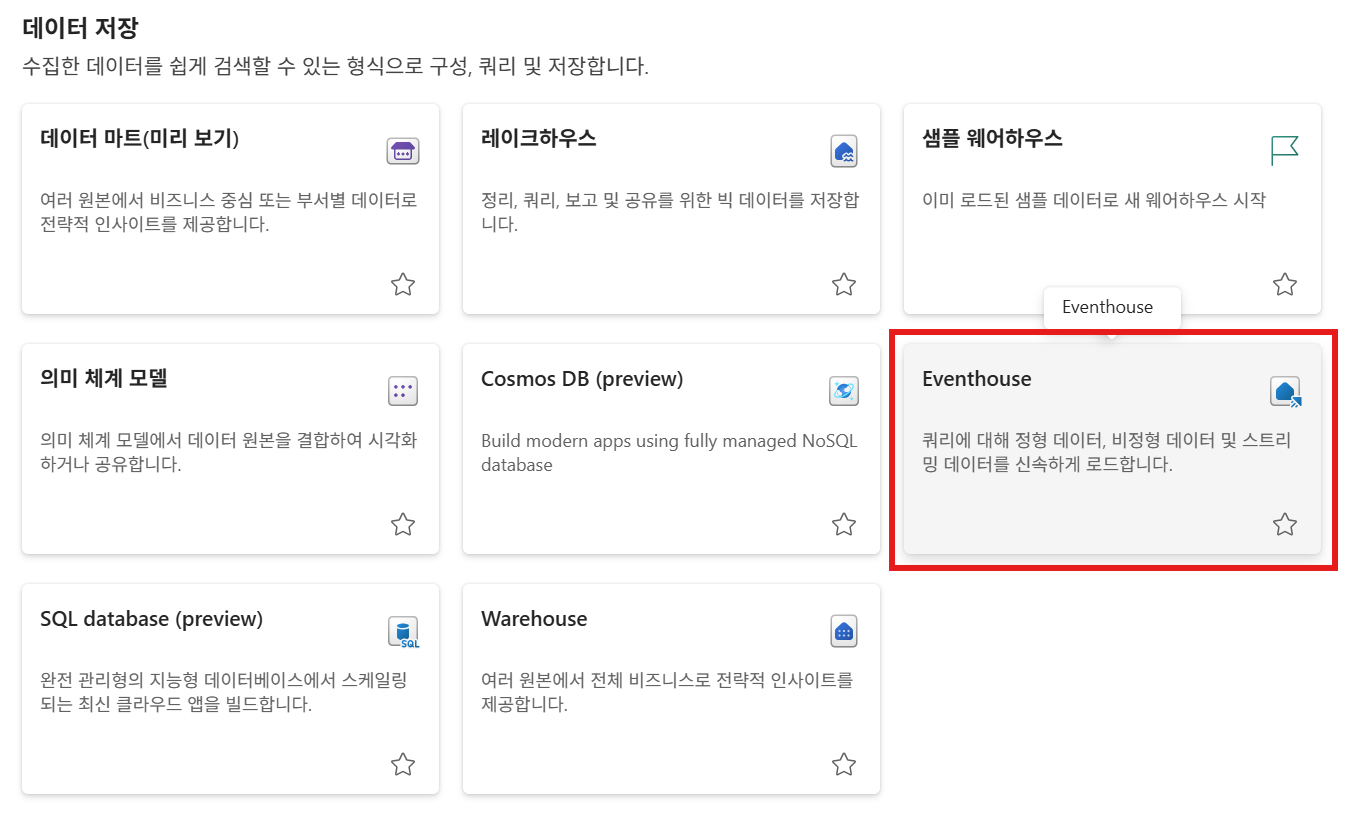 데이터 저장
수집한 데이터를 쉽게 검색할 수 있는 형식으로 구성, 쿼리 및 저장합니다.
데이터 마트(미리 보기)
여러 원본에서 비즈니스 중심 또는 부서별 데이터로
전략적 인사이트를 제공합니다.
레이크하우스
정리, 쿼리, 보고 및 공유를 위한 빅 데이터를 저장합
니다.
샘플 웨어하우스
이미 로드된 샘플 데이터로 새 웨어하우스 시작
Eventhouse
의미 체계 모델
의미 체계 모델에서 데이터 원본을 결합하여 시각화
하거나 공유합니다.
Cosmos DB (preview)
Build modern apps using fully managed NoSQL
database
Eventhouse
쿼리에 대해 정형 데이터, 비정형 데이터 및 스트리
밍 데이터를 신속하게 로드합니다.
SQL database (preview)
SQL
완전 관리형의 지능형 데이터베이스에서 스케일링
되는 최신 클라우드 앱을 빌드합니다.
Warehouse
여러 원본에서 전체 비즈니스로 전략적 인사이트를
제공합니다.